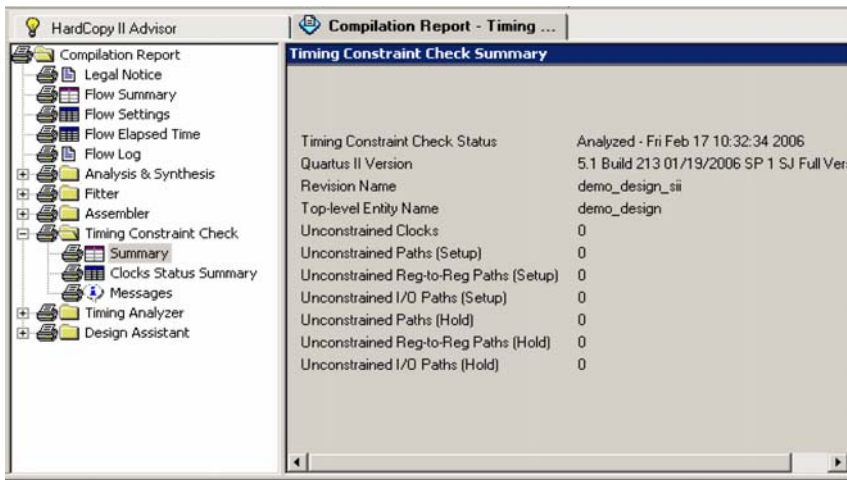 HardCopy II Advisor
Compilation Report - Timing ...
Compilation Report
Legal Notice
Flow Summary
Flow Settings
Flow Elapsed Time
Flow Log
Analysis & Synthesis
Fitter
Assembler
Timing Constraint Check
Summary
Clocks Status Summary
Messages
Timing Analyzer
Design Assistant
Timing Constraint Check Summary
Timing Constraint Check Status Analyzed - Fri Feb 17 10:32:34 2006
Quartus II Version 5.1 Build 213 01/19/2006 SP 1 SJ Full Ver
Revision Name demo_design_sii
Top-level Entity Name demo_design
Unconstrained Clocks 0
Unconstrained Paths (Setup) 0
Unconstrained Reg-to-Reg Paths (Setup) 0
Unconstrained I/O Paths (Setup) 0
Unconstrained Paths (Hold) 0
Unconstrained Reg-to-Reg Paths (Hold) 0
Unconstrained I/O Paths (Hold) 0